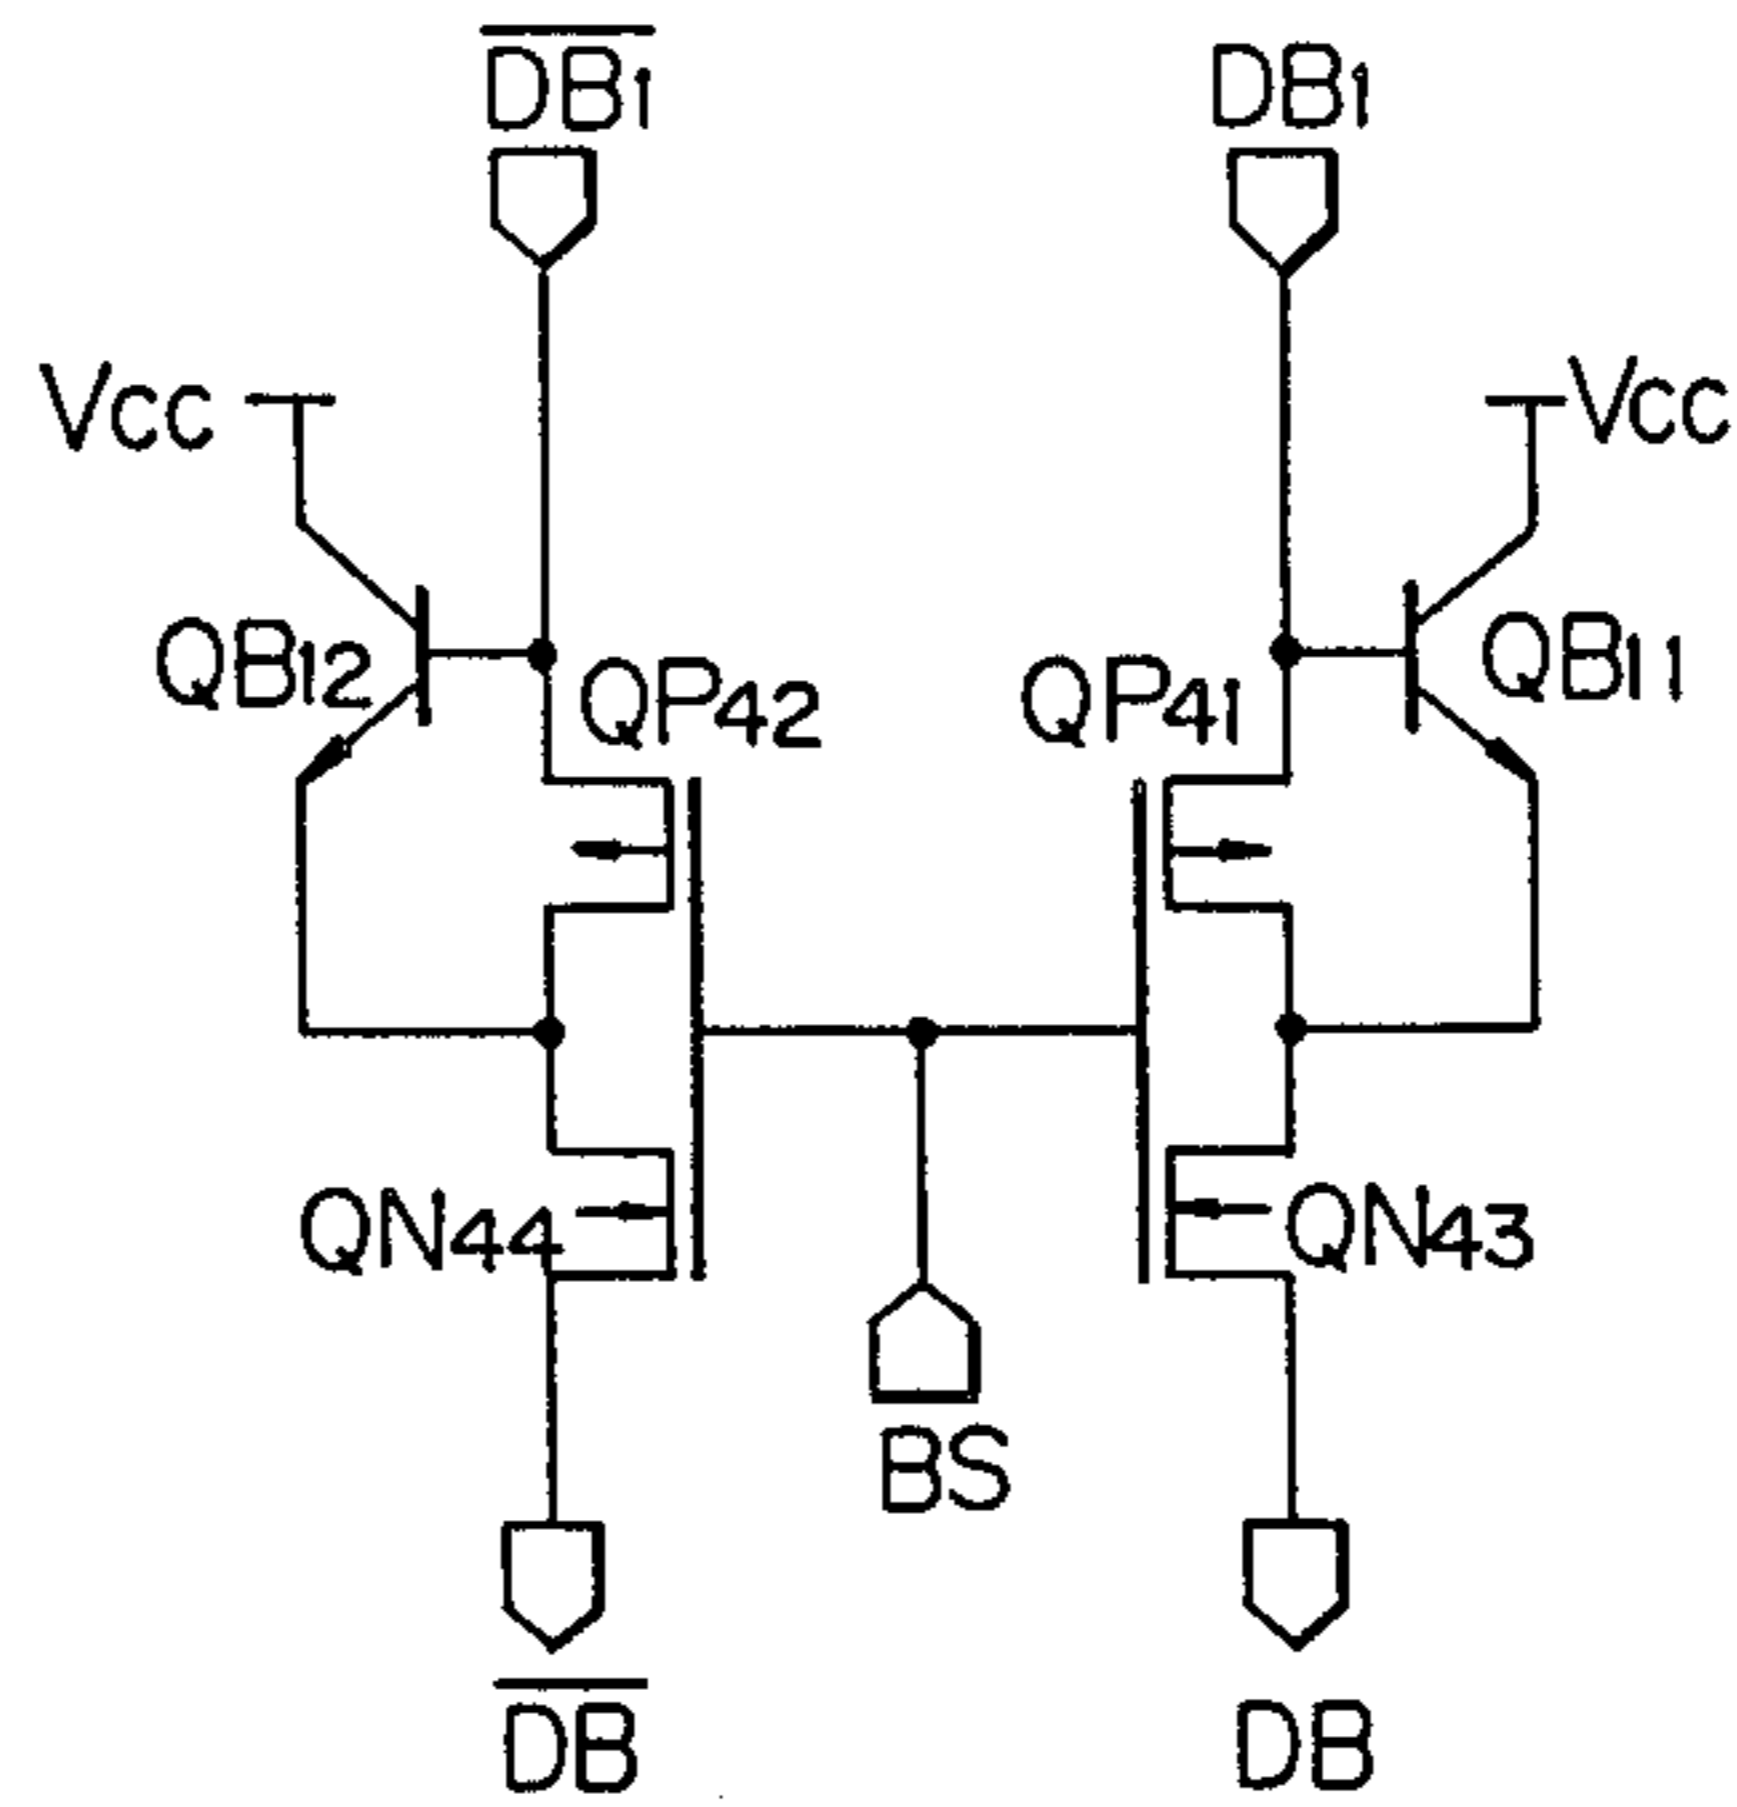 DB1 DB1
Vcc Vcc
QB12 QP42 QP41 QB11
QN44 QN43
BS
DB DB